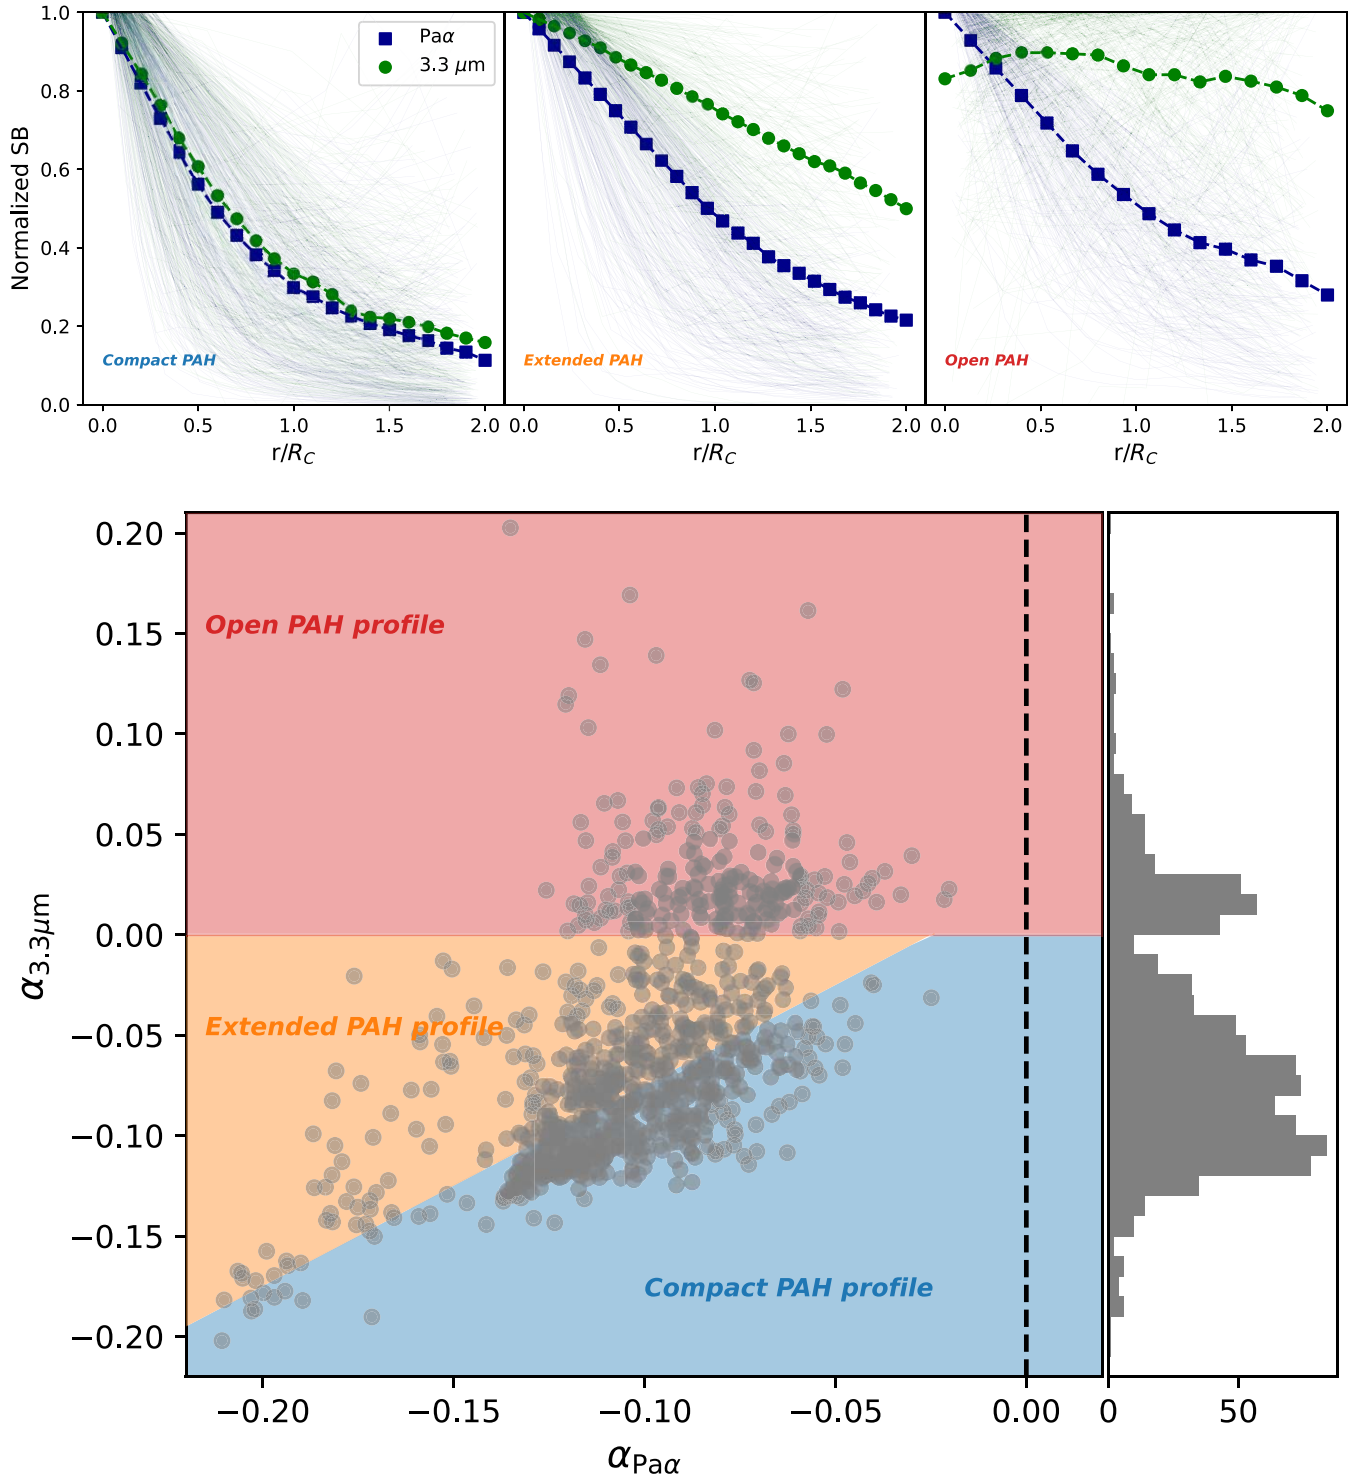 1.0
0.8
0.6
0.4
0.2
0.0
Normalized SB
Paα
3.3 μm
Compact PAH
Extended PAH
Open PAH
0.0 0.5 1.0 1.5 2.0
0.0 0.5 1.0 1.5 2.0
0.0 0.5 1.0 1.5 2.0
r/R_C
r/R_C
r/R_C
0.20
0.15
0.10
0.05
0.00
−0.05
−0.10
−0.15
−0.20
α_3.3μm
Open PAH profile
Extended PAH profile
Compact PAH profile
−0.20 −0.15 −0.10 −0.05 0.00
0 50
α_Paα